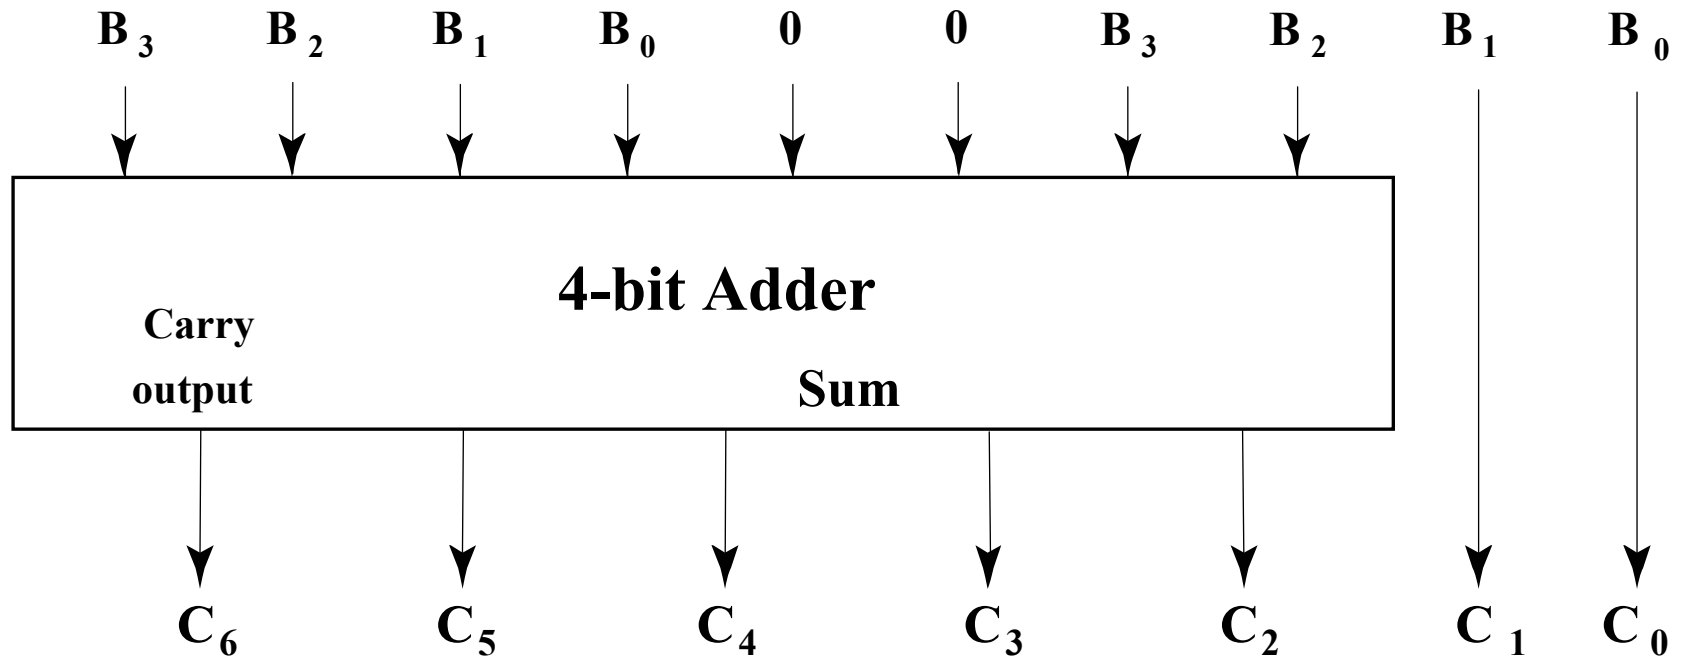 B₃ B₂ B₁ B₀ 0 0 B₃ B₂ B₁ B₀
4-bit Adder
Carry
output
Sum
C₆ C₅ C₄ C₃ C₂ C₁ C₀